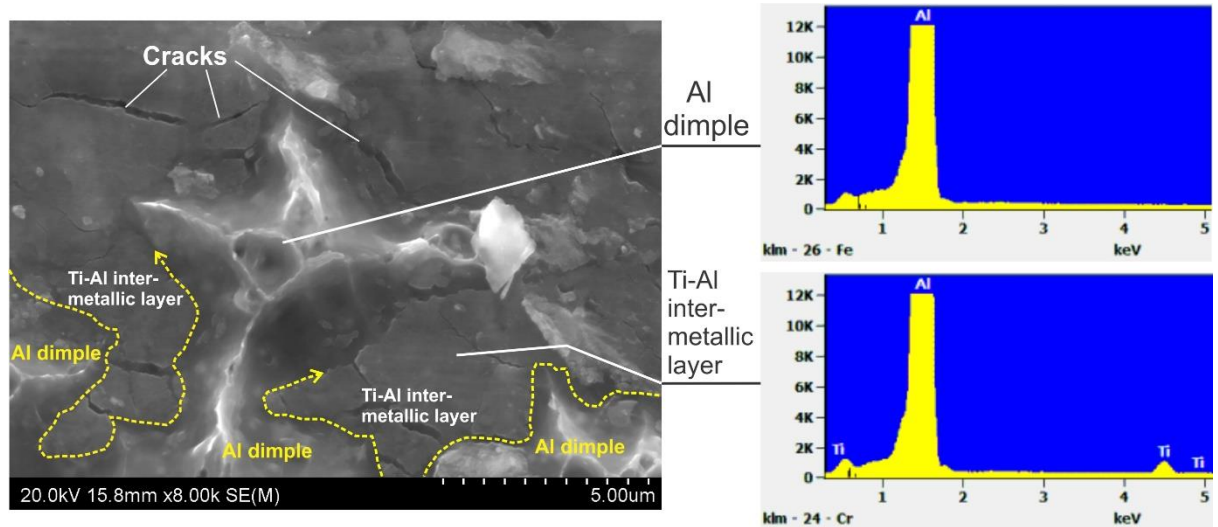 Cracks
Ti-Al inter-
metallic layer
Al dimple
Ti-Al inter-
metallic layer
Al dimple
Al dimple
20.0kV 15.8mm x8.00k SE(M)
5.00um
Al
dimple
Ti-Al
inter-
metallic
layer
Al
12K
10K
8K
6K
4K
2K
0
1
2
3
4
5
klm - 26 - Fe
keV
Al
12K
10K
8K
6K
4K
2K
0
Ti
Ti
Ti
1
2
3
4
5
klm - 24 - Cr
keV